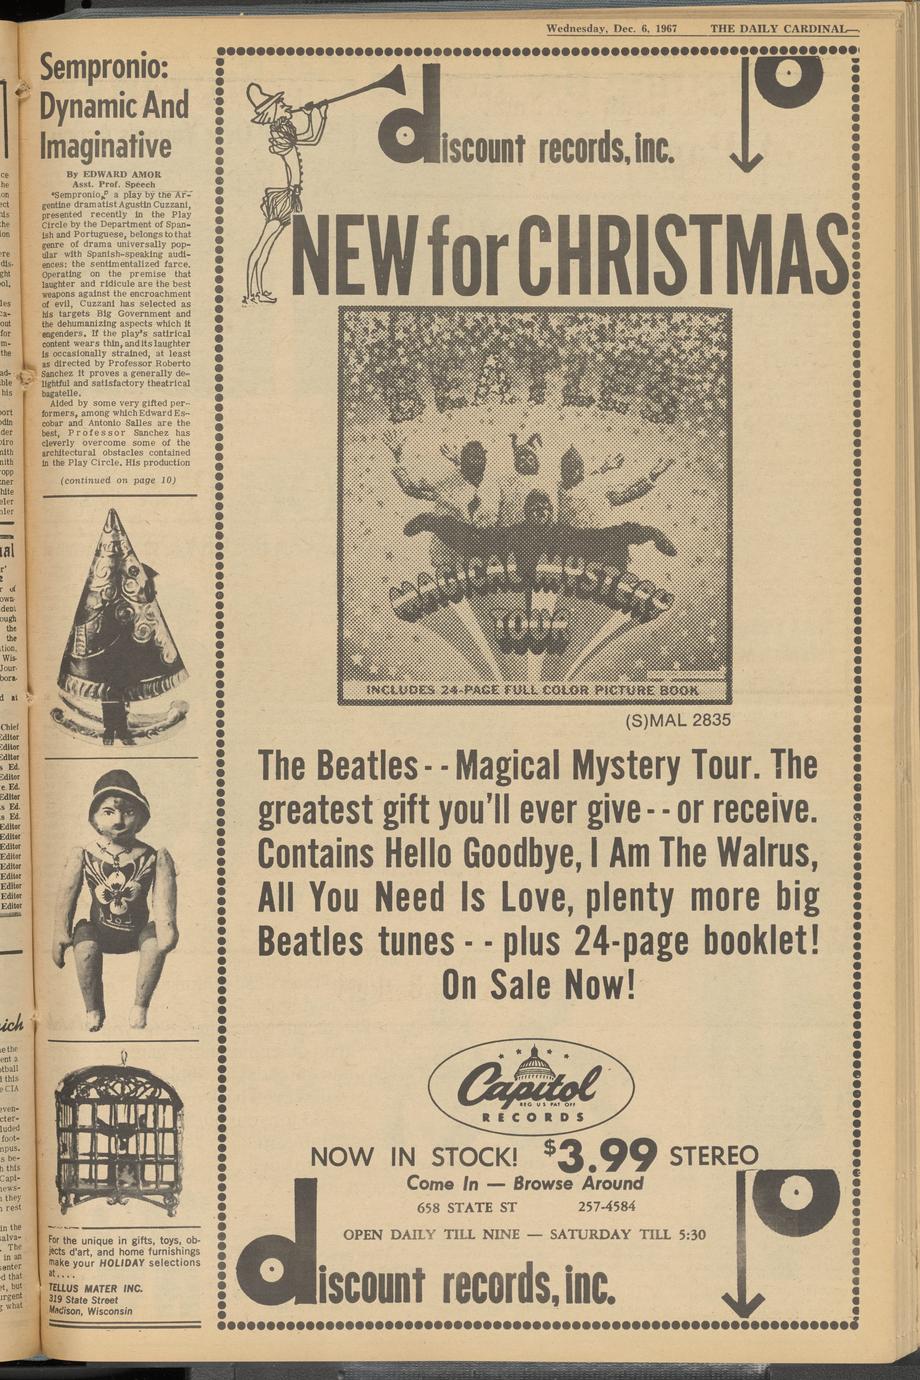 Wednesday, Dec. 6, 1967 THE DAILY CARDINAL
Sempronio:
Dynamic And
Imaginative
By EDWARD AMOR
Asst. Prof. Speech
"Sempronio," a play by the Ar-
gentine dramatist Agustin Cuzzani,
presented recently in the Play
Circle by the Department of Span-
ish and Portuguese, belongs to that
genre of drama universally pop-
ular with Spanish-speaking audi-
ences: the sentimentalized farce.
Operating on the premise that
laughter and ridicule are the best
weapons against the encroachment
of evil, Cuzzani has selected as
his targets Big Government and
the dehumanizing aspects which it
engenders. If the play's satirical
content wears thin, and its laughter
is occasionally strained, at least
as directed by Professor Roberto
Sanchez it proves a generally de-
lightful and satisfactory theatrical
bagatelle.
Aided by some very gifted per-
formers, among which Edward Es-
cobar and Antonio Salles are the
best, Professor Sanchez has
cleverly overcome some of the
architectural obstacles contained
in the Play Circle. His production
(continued on page 10)
For the unique in gifts, toys, ob-
jects d'art, and home furnishings
make your HOLIDAY selections
at....
TELLUS MATER INC.
319 State Street
Madison, Wisconsin
discount records, inc.
NEW for CHRISTMAS
BEATLES
MAGICAL MYSTERY
TOUR
INCLUDES 24-PAGE FULL COLOR PICTURE BOOK
(S)MAL 2835
The Beatles - - Magical Mystery Tour. The
greatest gift you'll ever give - - or receive.
Contains Hello Goodbye, I Am The Walrus,
All You Need Is Love, plenty more big
Beatles tunes - - plus 24-page booklet!
On Sale Now!
Capitol
REG. U.S. PAT. OFF.
RECORDS
NOW IN STOCK! $3.99 STEREO
Come In — Browse Around
658 STATE ST 257-4584
OPEN DAILY TILL NINE — SATURDAY TILL 5:30
discount records, inc.